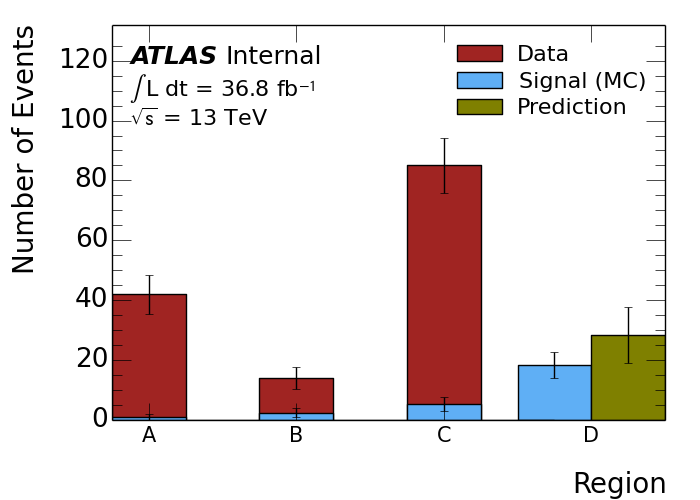 ATLAS Internal
∫L dt = 36.8 fb⁻¹
√s = 13 TeV
Data
Signal (MC)
Prediction
Number of Events
120
100
80
60
40
20
0
A B C D
Region